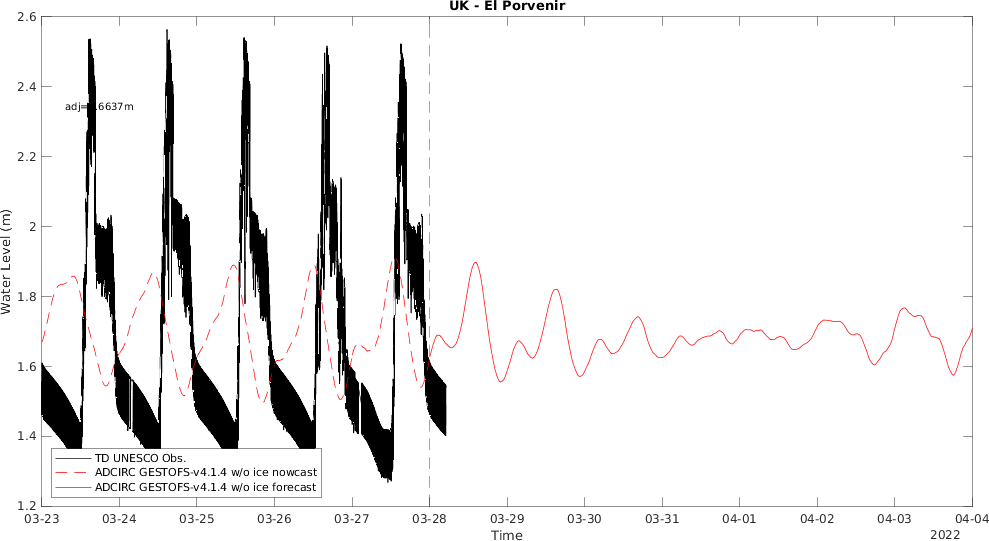 UK - El Porvenir
2.6
2.4
2.2
2
1.8
1.6
1.4
1.2
Water Level (m)
.6637m
TD UNESCO Obs.
ADCIRC GESTOFS-v4.1.4 w/o ice nowcast
ADCIRC GESTOFS-v4.1.4 w/o ice forecast
03-23 03-24 03-25 03-26 03-27 03-28 03-29 03-30 03-31 04-01 04-02 04-03 04-04
Time
2022